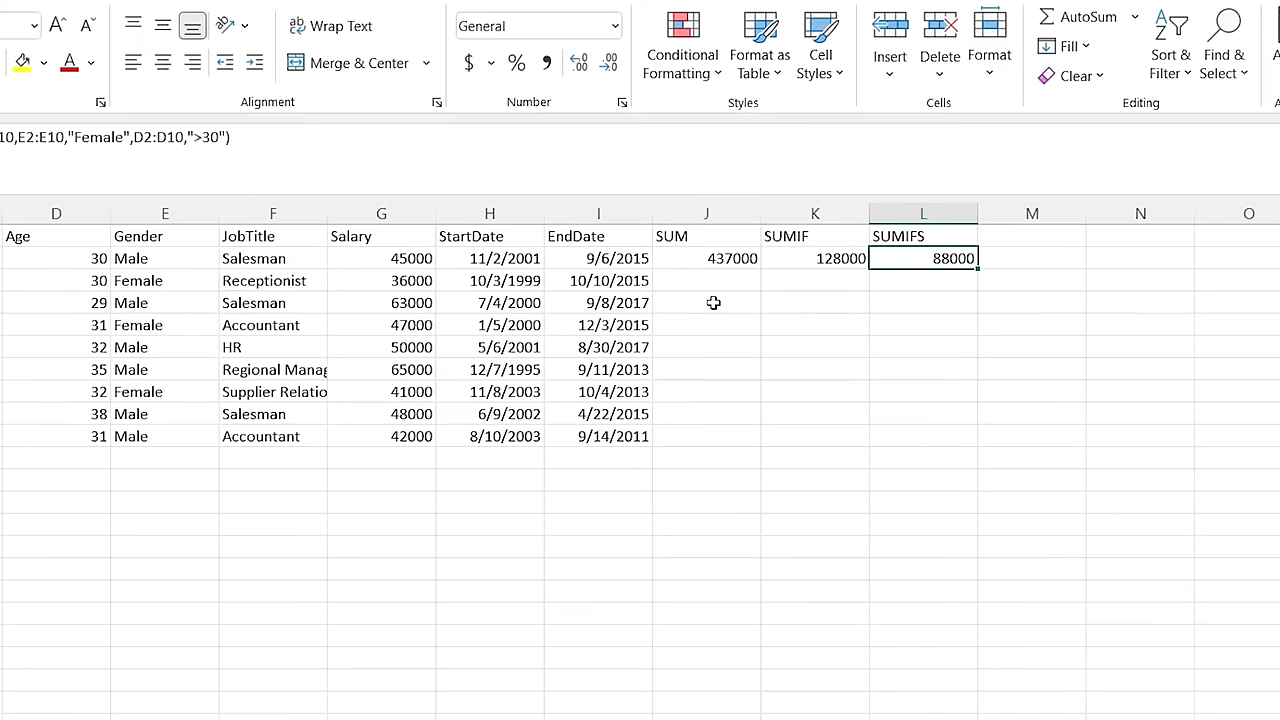 General
Wrap Text
Merge & Center
$ % ,
Conditional
Formatting
Format as
Table
Cell
Styles
Insert
Delete
Format
AutoSum
Fill
Clear
Sort &
Filter
Find &
Select
Alignment
Number
Styles
Cells
Editing
10,E2:E10,"Female",D2:D10,">30")
D E F G H I J K L M N O
Age Gender JobTitle Salary StartDate EndDate SUM SUMIF SUMIFS
30 Male Salesman 45000 11/2/2001 9/6/2015 437000 128000 88000
30 Female Receptionist 36000 10/3/1999 10/10/2015
29 Male Salesman 63000 7/4/2000 9/8/2017
31 Female Accountant 47000 1/5/2000 12/3/2015
32 Male HR 50000 5/6/2001 8/30/2017
35 Male Regional Manag 65000 12/7/1995 9/11/2013
32 Female Supplier Relatio 41000 11/8/2003 10/4/2013
38 Male Salesman 48000 6/9/2002 4/22/2015
31 Male Accountant 42000 8/10/2003 9/14/2011